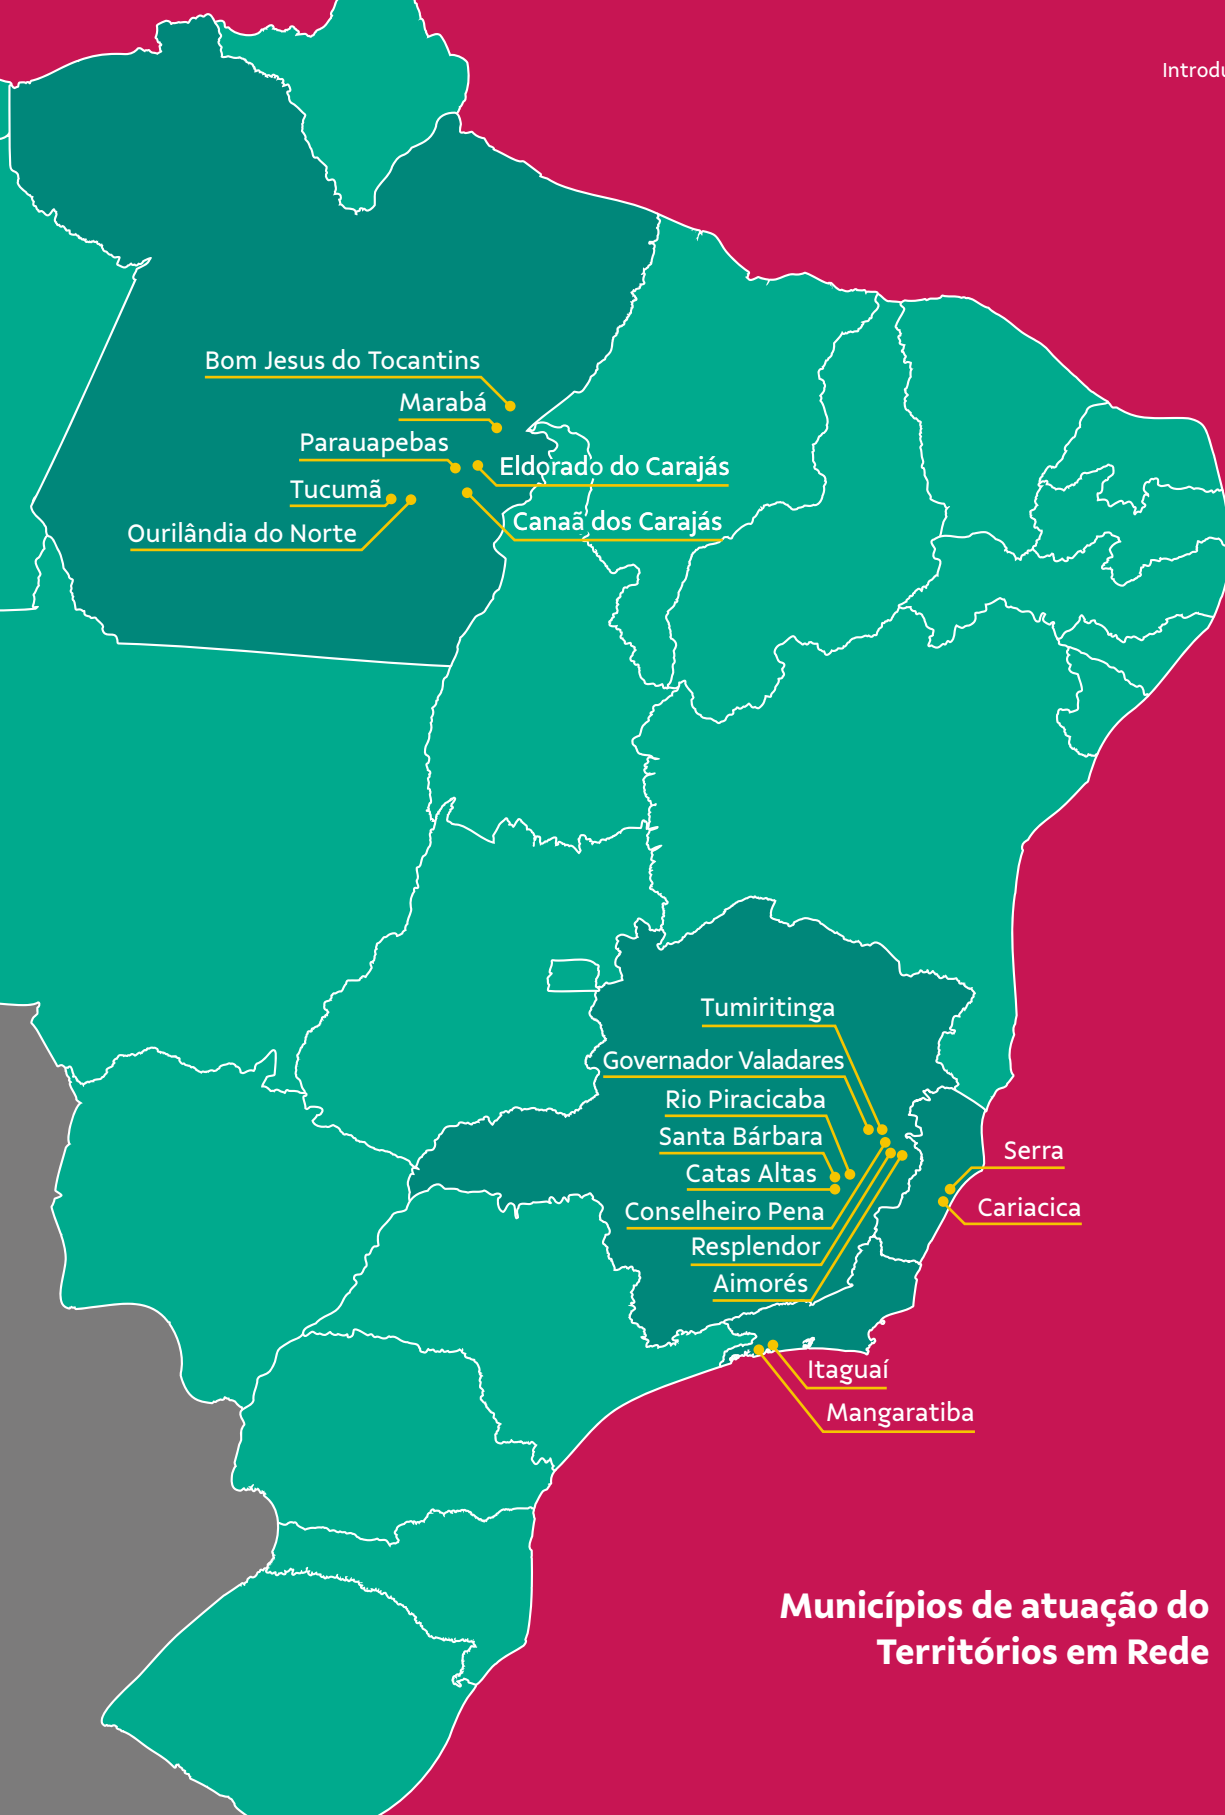 Introdu
Bom Jesus do Tocantins
Marabá
Parauapebas
Eldorado do Carajás
Tucumã
Canaã dos Carajás
Ourilândia do Norte
Tumiritinga
Governador Valadares
Rio Piracicaba
Santa Bárbara
Serra
Catas Altas
Cariacica
Conselheiro Pena
Resplendor
Aimorés
Itaguaí
Mangaratiba
Municípios de atuação do
Territórios em Rede